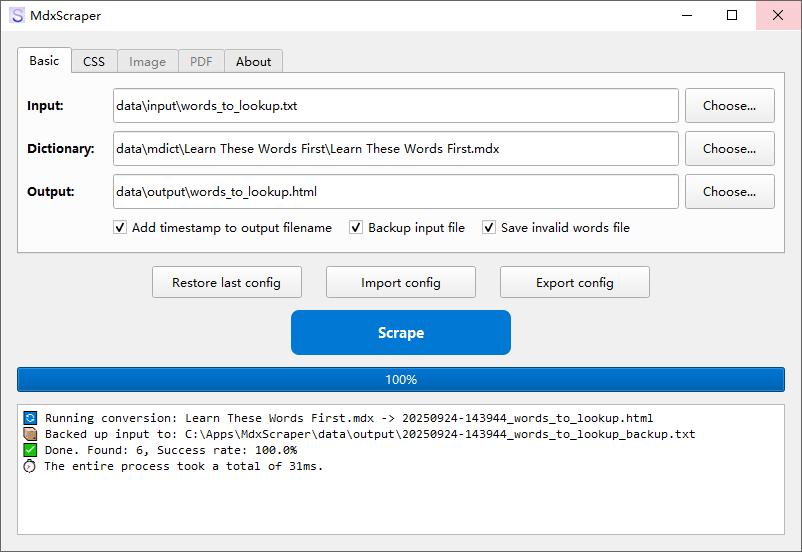 MdxScraper
Basic CSS Image PDF About
Input: data\input\words_to_lookup.txt Choose...
Dictionary: data\mdict\Learn These Words First\Learn These Words First.mdx Choose...
Output: data\output\words_to_lookup.html Choose...
Add timestamp to output filename Backup input file Save invalid words file
Restore last config Import config Export config
Scrape
100%
Running conversion: Learn These Words First.mdx -> 20250924-143944_words_to_lookup.html
Backed up input to: C:\Apps\MdxScraper\data\output\20250924-143944_words_to_lookup_backup.txt
Done. Found: 6, Success rate: 100.0%
The entire process took a total of 31ms.